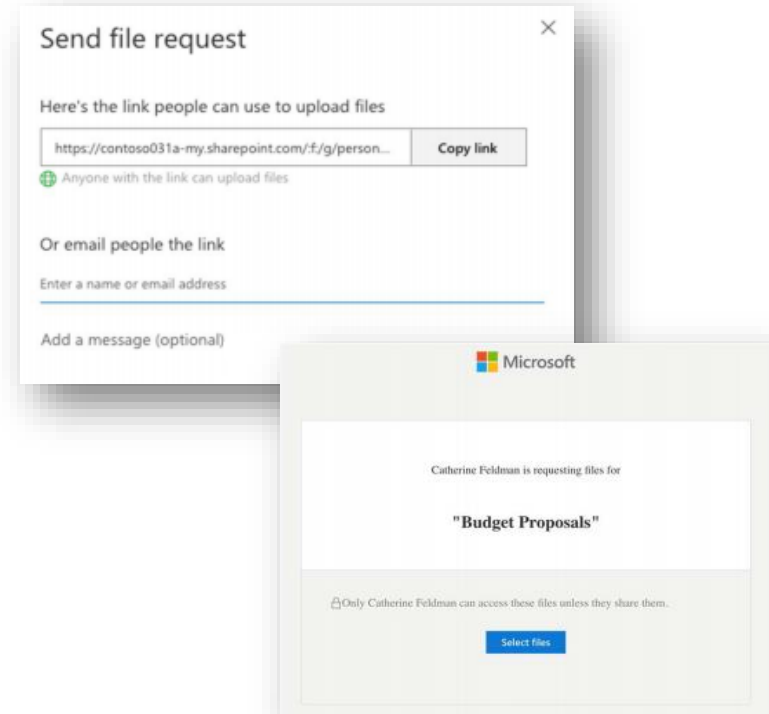 Send file request
Here's the link people can use to upload files
https://contoso031a-my.sharepoint.com/:f:/g/person...
Copy link
Anyone with the link can upload files
Or email people the link
Enter a name or email address
Add a message (optional)
Microsoft
Catherine Feldman is requesting files for
"Budget Proposals"
Only Catherine Feldman can access these files unless they share them.
Select files